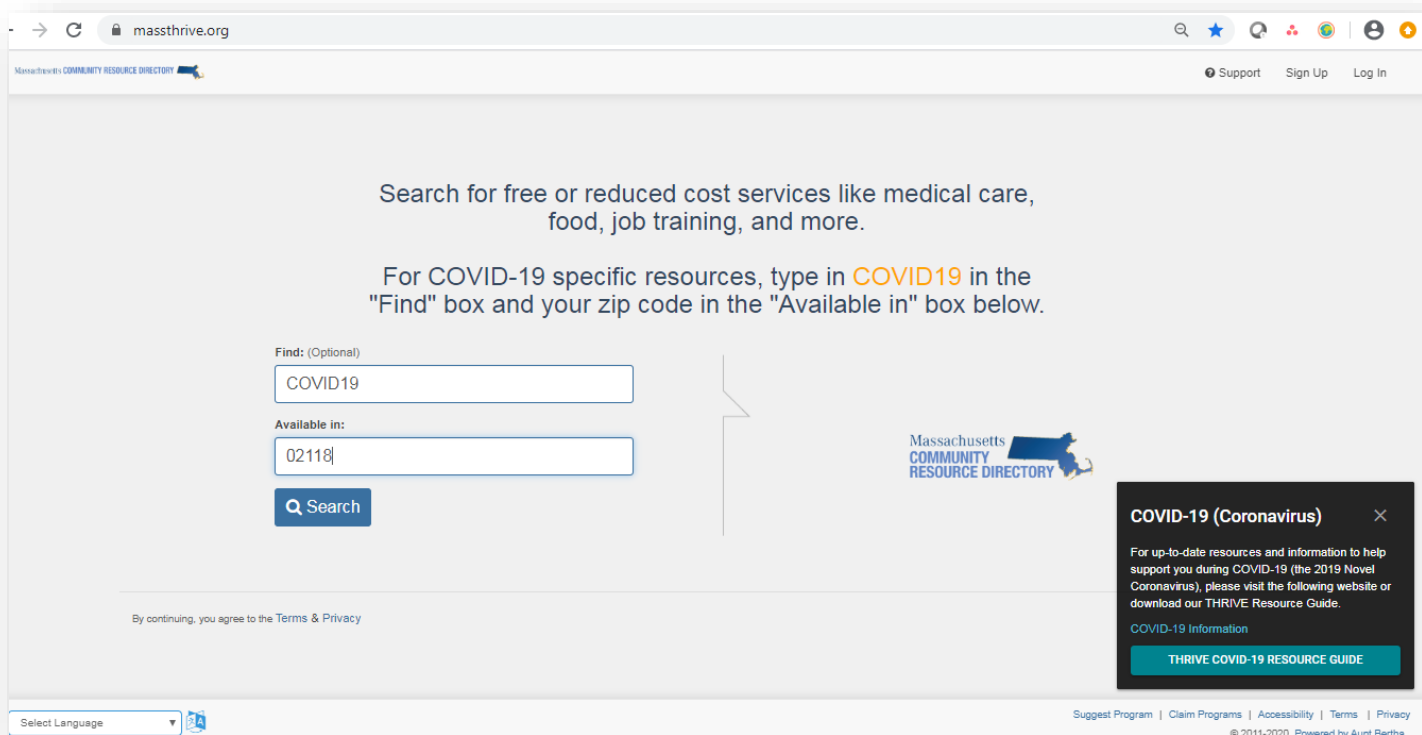 massthrive.org
Massachusetts COMMUNITY RESOURCE DIRECTORY
Support Sign Up Log In
Search for free or reduced cost services like medical care,
food, job training, and more.
For COVID-19 specific resources, type in COVID19 in the
"Find" box and your zip code in the "Available in" box below.
Find: (Optional)
COVID19
Available in:
02118
Search
Massachusetts
COMMUNITY
RESOURCE DIRECTORY
COVID-19 (Coronavirus)
For up-to-date resources and information to help
support you during COVID-19 (the 2019 Novel
Coronavirus), please visit the following website or
download our THRIVE Resource Guide.
COVID-19 Information
THRIVE COVID-19 RESOURCE GUIDE
By continuing, you agree to the Terms & Privacy
Select Language
Suggest Program | Claim Programs | Accessibility | Terms | Privacy
© 2011-2020 Powered by Aunt Bertha